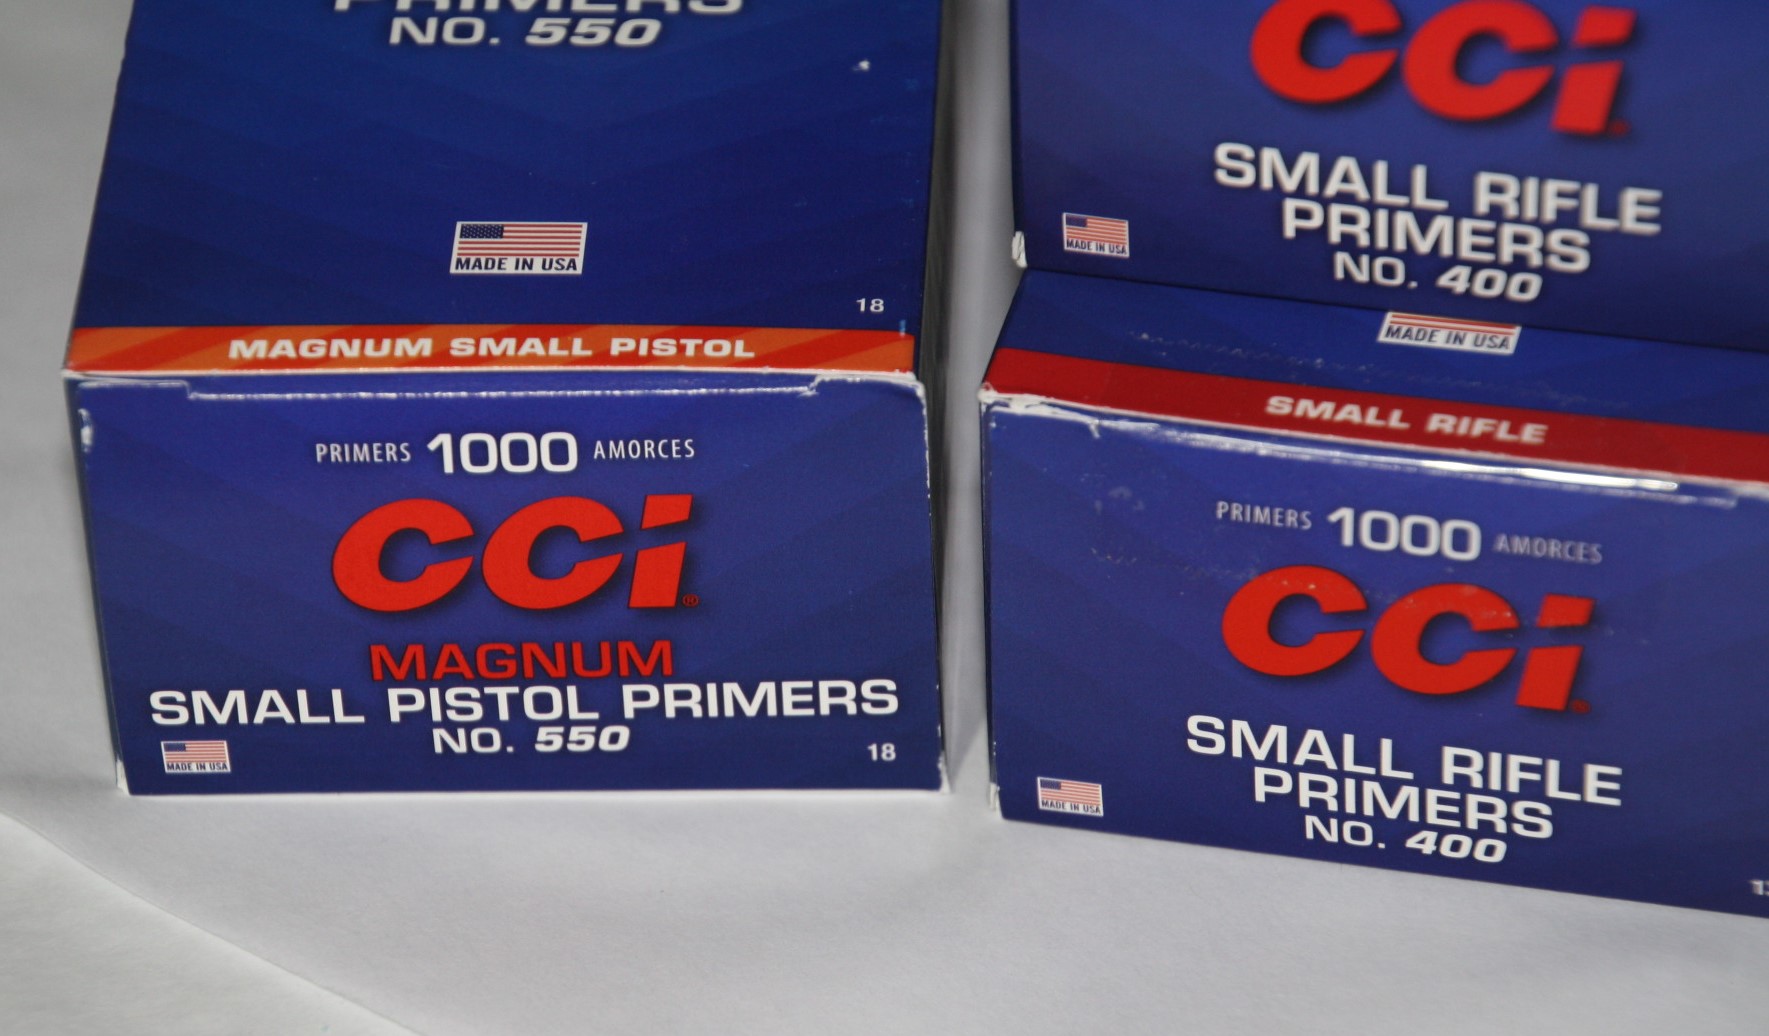 PRIMERS
NO. 550
MADE IN USA
18
MAGNUM SMALL PISTOL
PRIMERS 1000 AMORCES
CCI
MAGNUM
SMALL PISTOL PRIMERS
NO. 550
MADE IN USA
18
CCI
SMALL RIFLE
PRIMERS
NO. 400
MADE IN USA
MADE IN USA
SMALL RIFLE
PRIMERS 1000 AMORCES
CCI
SMALL RIFLE
PRIMERS
NO. 400
MADE IN USA